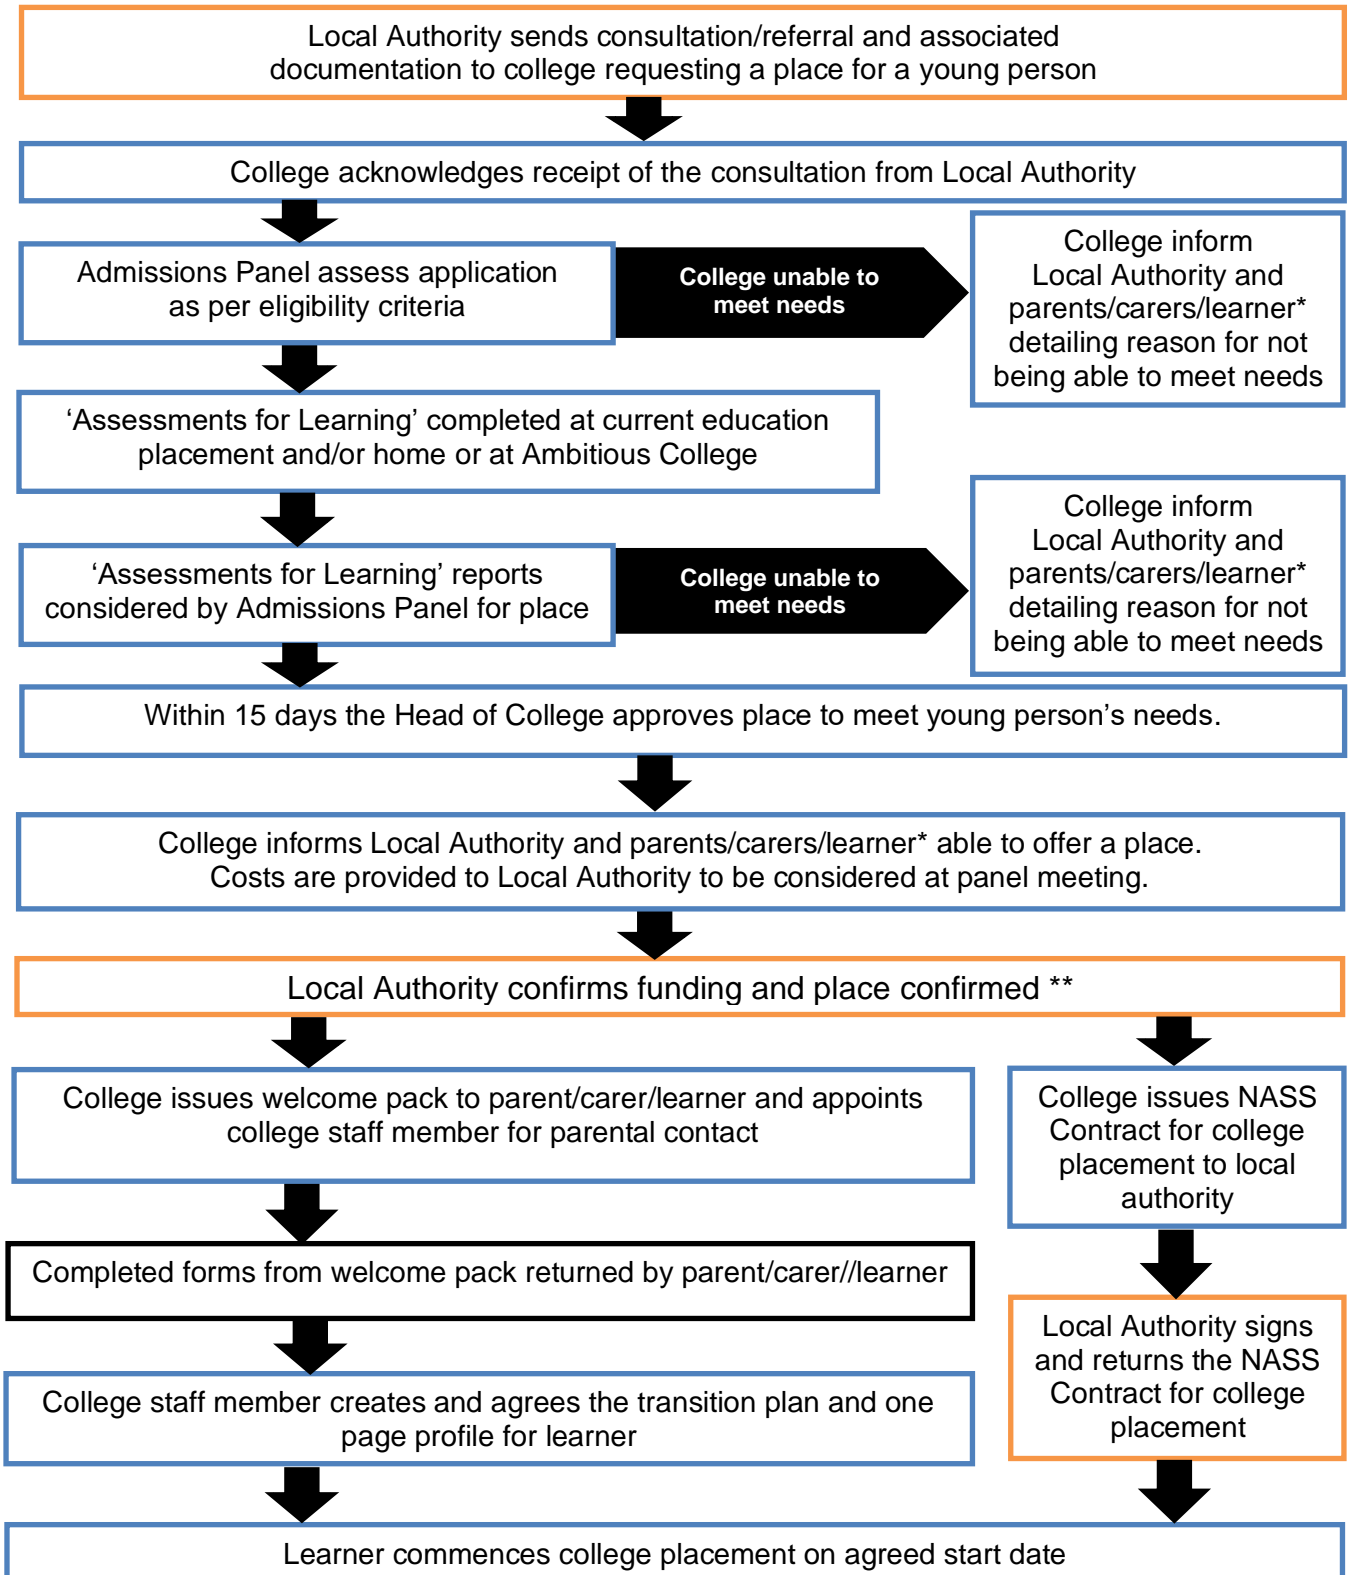 Local Authority sends consultation/referral and associated
documentation to college requesting a place for a young person
College acknowledges receipt of the consultation from Local Authority
Admissions Panel assess application
as per eligibility criteria
College unable to
meet needs
College inform
Local Authority and
parents/carers/learner*
detailing reason for not
being able to meet needs
‘Assessments for Learning’ completed at current education
placement and/or home or at Ambitious College
‘Assessments for Learning’ reports
considered by Admissions Panel for place
College unable to
meet needs
College inform
Local Authority and
parents/carers/learner*
detailing reason for not
being able to meet needs
Within 15 days the Head of College approves place to meet young person’s needs.
College informs Local Authority and parents/carers/learner* able to offer a place.
Costs are provided to Local Authority to be considered at panel meeting.
Local Authority confirms funding and place confirmed **
College issues welcome pack to parent/carer/learner and appoints
college staff member for parental contact
Completed forms from welcome pack returned by parent/carer//learner
College staff member creates and agrees the transition plan and one
page profile for learner
College issues NASS
Contract for college
placement to local
authority
Local Authority signs
and returns the NASS
Contract for college
placement
Learner commences college placement on agreed start date